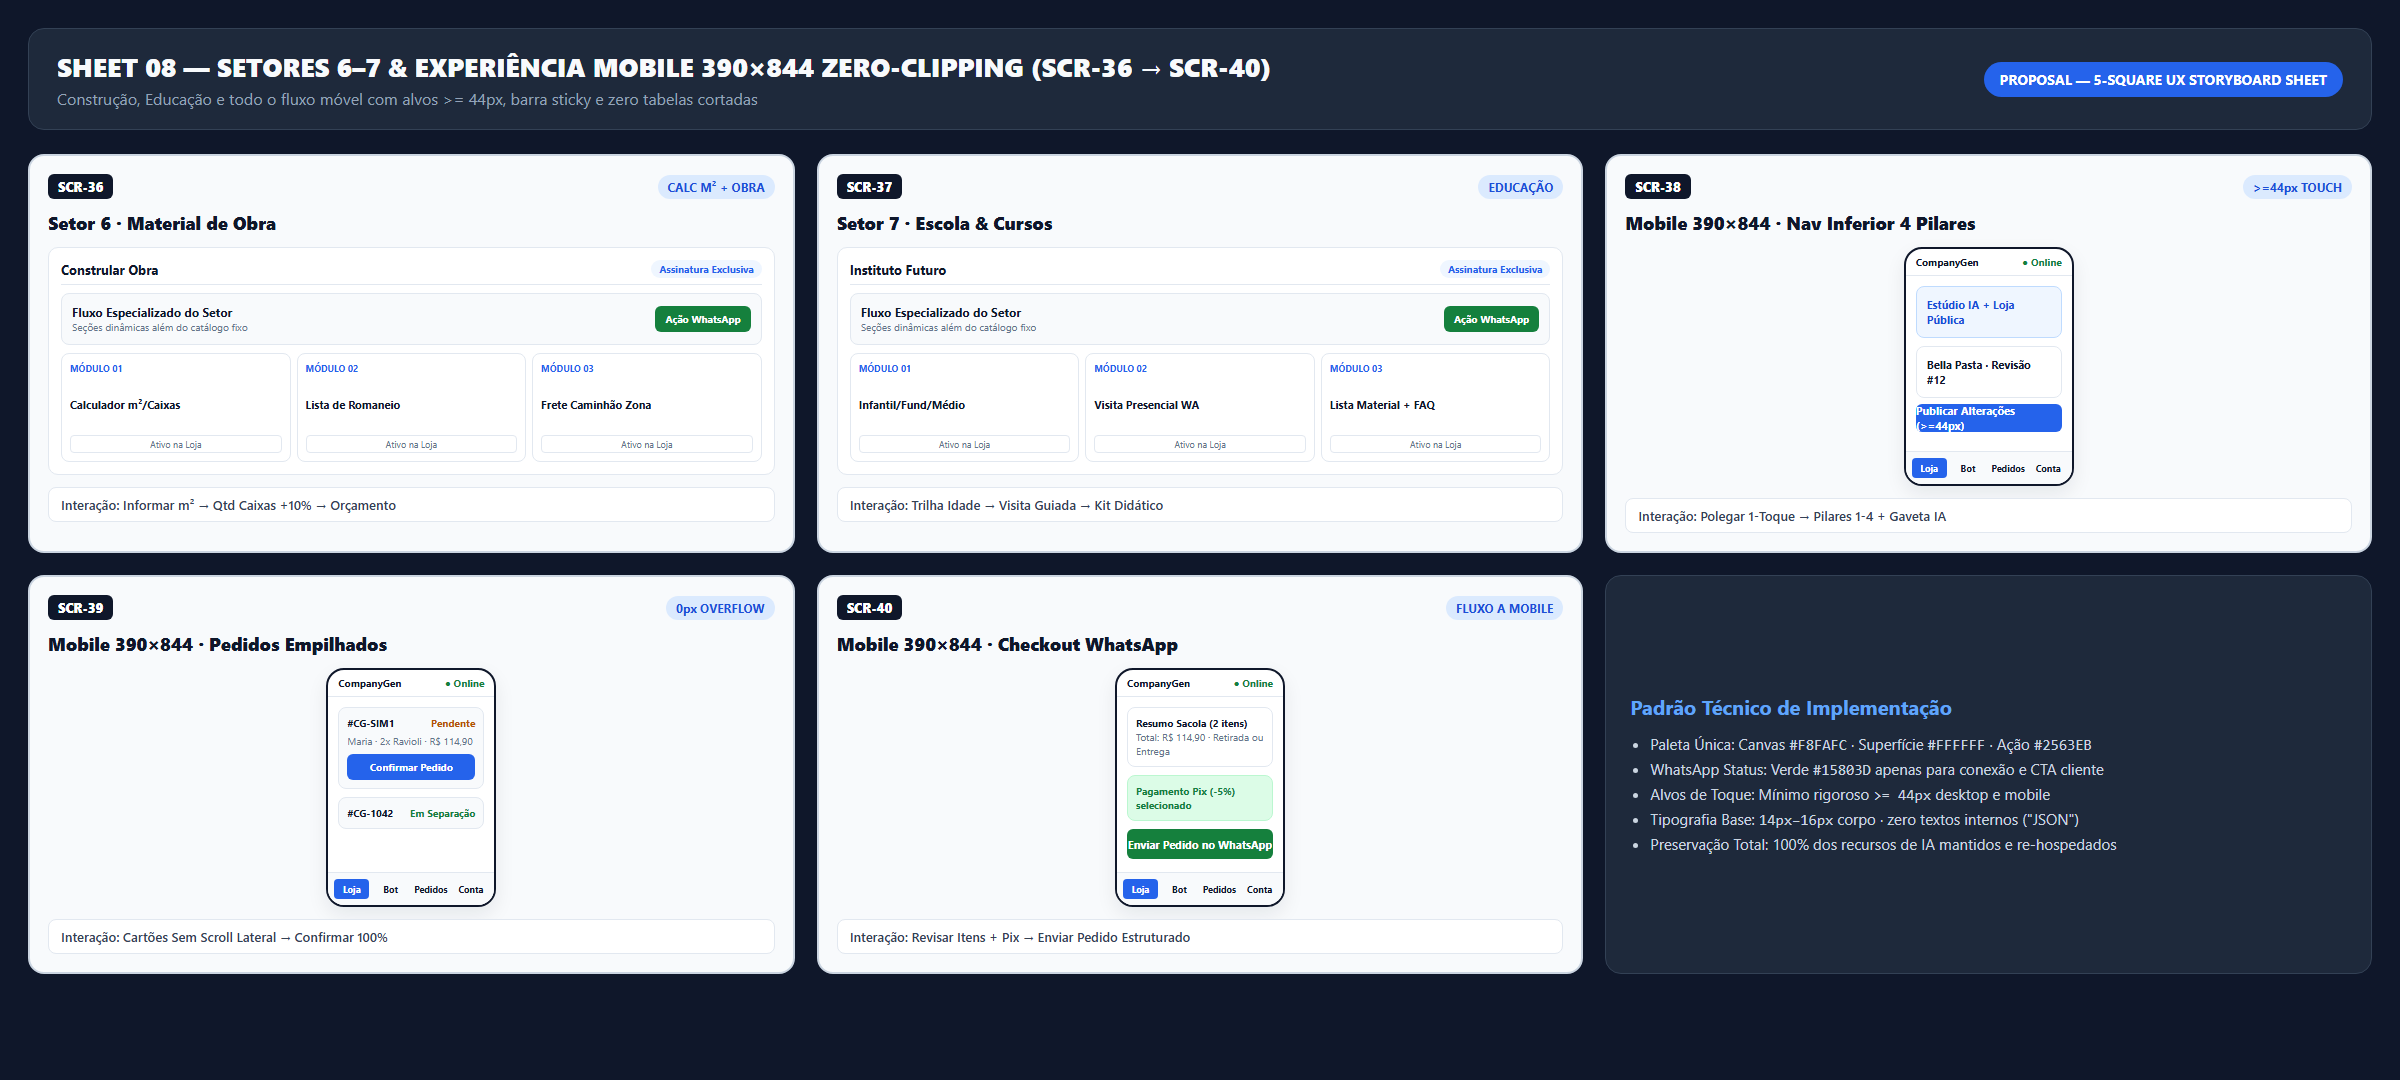 SHEET 08 — SETORES 6–7 & EXPERIÊNCIA MOBILE 390×844 ZERO-CLIPPING (SCR-36 → SCR-40)
Construção, Educação e todo o fluxo móvel com alvos >= 44px, barra sticky e zero tabelas cortadas
PROPOSAL — 5-SQUARE UX STORYBOARD SHEET
SCR-36
CALC M² + OBRA
Setor 6 · Material de Obra
Constrular Obra
Assinatura Exclusiva
Fluxo Especializado do Setor
Seções dinâmicas além do catálogo fixo
Ação WhatsApp
MÓDULO 01
Calculador m²/Caixas
Ativo na Loja
MÓDULO 02
Lista de Romaneio
Ativo na Loja
MÓDULO 03
Frete Caminhão Zona
Ativo na Loja
Interação: Informar m² → Qtd Caixas +10% → Orçamento
SCR-37
EDUCAÇÃO
Setor 7 · Escola & Cursos
Instituto Futuro
Assinatura Exclusiva
Fluxo Especializado do Setor
Seções dinâmicas além do catálogo fixo
Ação WhatsApp
MÓDULO 01
Infantil/Fund/Médio
Ativo na Loja
MÓDULO 02
Visita Presencial WA
Ativo na Loja
MÓDULO 03
Lista Material + FAQ
Ativo na Loja
Interação: Trilha Idade → Visita Guiada → Kit Didático
SCR-38
>=44px TOUCH
Mobile 390×844 · Nav Inferior 4 Pilares
CompanyGen
● Online
Estúdio IA + Loja
Pública
Bella Pasta · Revisão
#12
Publicar Alterações
(>=44px)
Loja Bot Pedidos Conta
Interação: Polegar 1-Toque → Pilares 1-4 + Gaveta IA
SCR-39
0px OVERFLOW
Mobile 390×844 · Pedidos Empilhados
CompanyGen
● Online
#CG-SIM1
Pendente
Maria · 2x Ravioli · R$ 114,90
Confirmar Pedido
#CG-1042
Em Separação
Loja Bot Pedidos Conta
Interação: Cartões Sem Scroll Lateral → Confirmar 100%
SCR-40
FLUXO A MOBILE
Mobile 390×844 · Checkout WhatsApp
CompanyGen
● Online
Resumo Sacola (2 itens)
Total: R$ 114,90 · Retirada ou
Entrega
Pagamento Pix (-5%)
selecionado
Enviar Pedido no WhatsApp
Loja Bot Pedidos Conta
Interação: Revisar Itens + Pix → Enviar Pedido Estruturado
Padrão Técnico de Implementação
• Paleta Única: Canvas #F8FAFC · Superfície #FFFFFF · Ação #2563EB
• WhatsApp Status: Verde #15803D apenas para conexão e CTA cliente
• Alvos de Toque: Mínimo rigoroso >= 44px desktop e mobile
• Tipografia Base: 14px–16px corpo · zero textos internos ("JSON")
• Preservação Total: 100% dos recursos de IA mantidos e re-hospedados